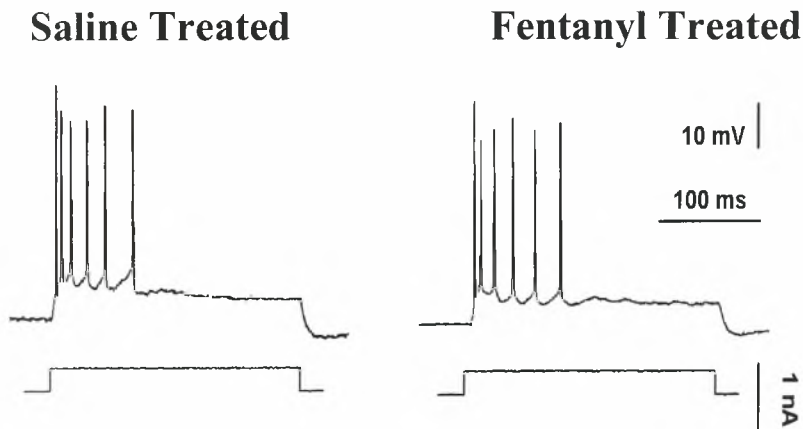 Saline Treated
Fentanyl Treated
10 mV
100 ms
1 nA